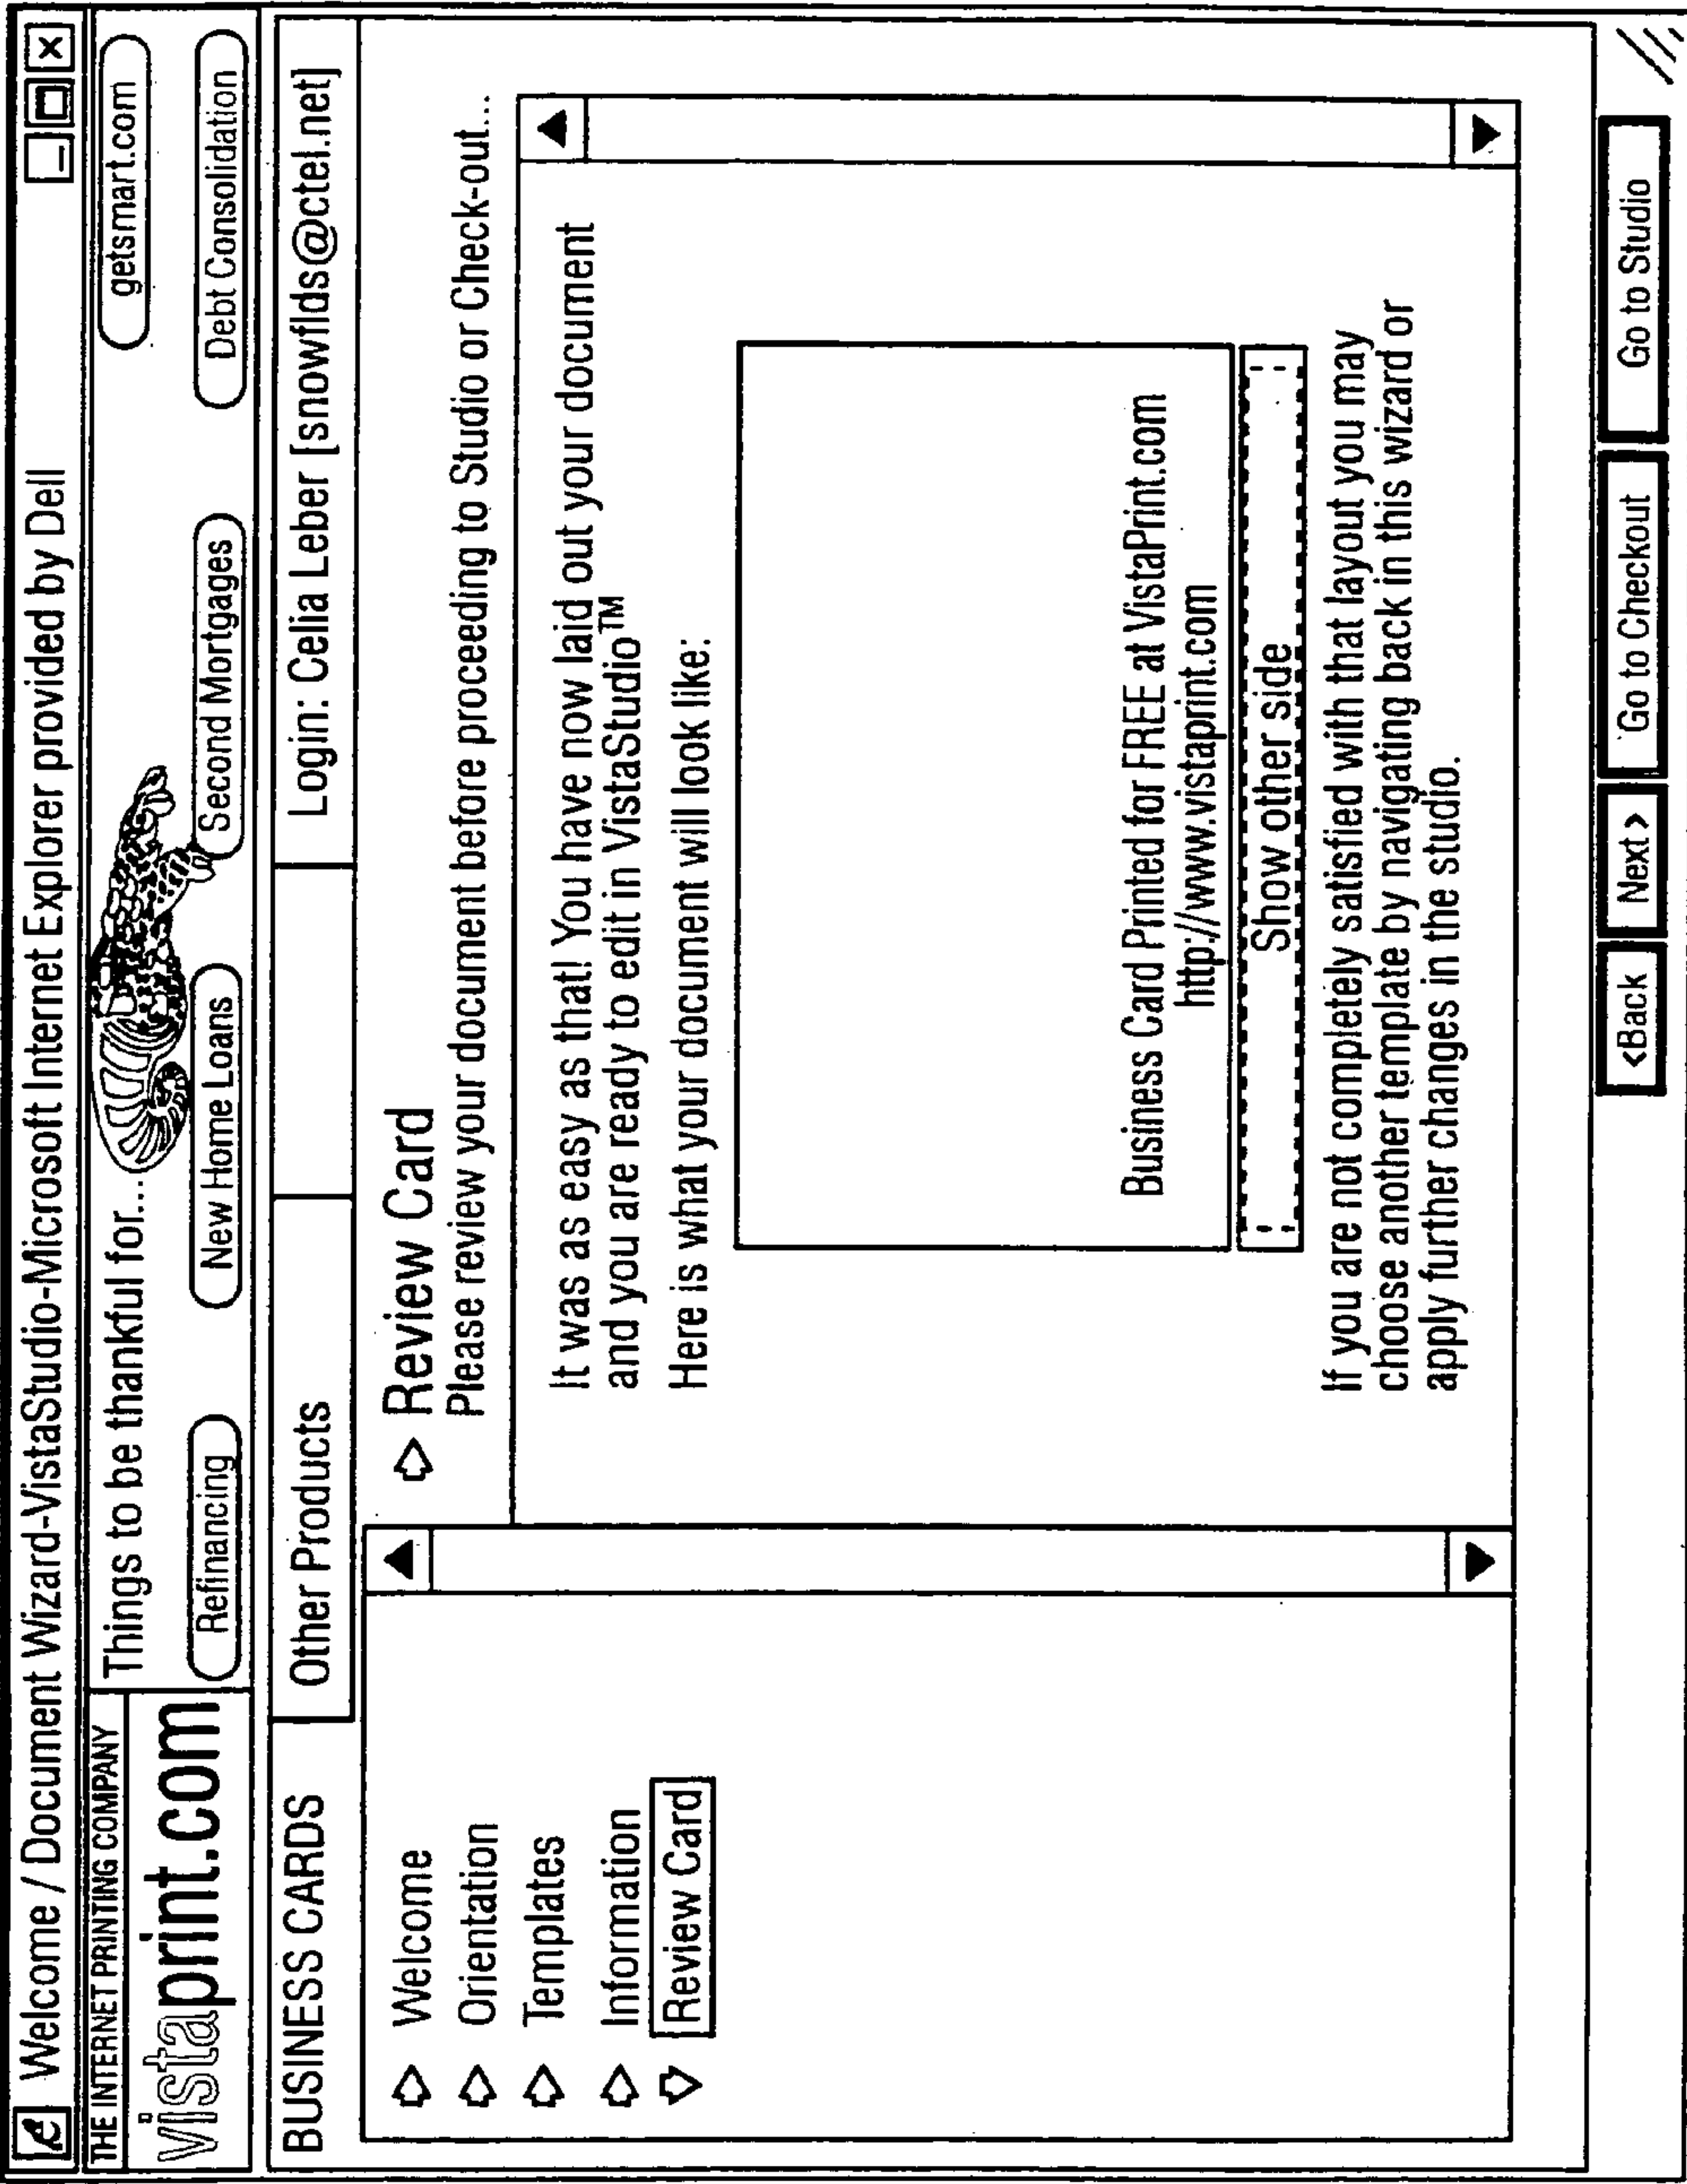 Welcome / Document Wizard-VistaStudio-Microsoft Internet Explorer provided by Dell
THE INTERNET PRINTING COMPANY
vistaprint.com
Things to be thankful for...
getsmart.com
Refinancing
New Home Loans
Second Mortgages
Debt Consolidation
BUSINESS CARDS
Other Products
Login: Celia Leber [snowflds@ctel.net]
Welcome
Orientation
Templates
Information
Review Card
Review Card
Please review your document before proceeding to Studio or Check-out...
It was as easy as that! You have now laid out your document
and you are ready to edit in VistaStudio™
Here is what your document will look like:
Business Card Printed for FREE at VistaPrint.com
http://www.vistaprint.com
Show other side
If you are not completely satisfied with that layout you may
choose another template by navigating back in this wizard or
apply further changes in the studio.
<Back
Next >
Go to Checkout
Go to Studio